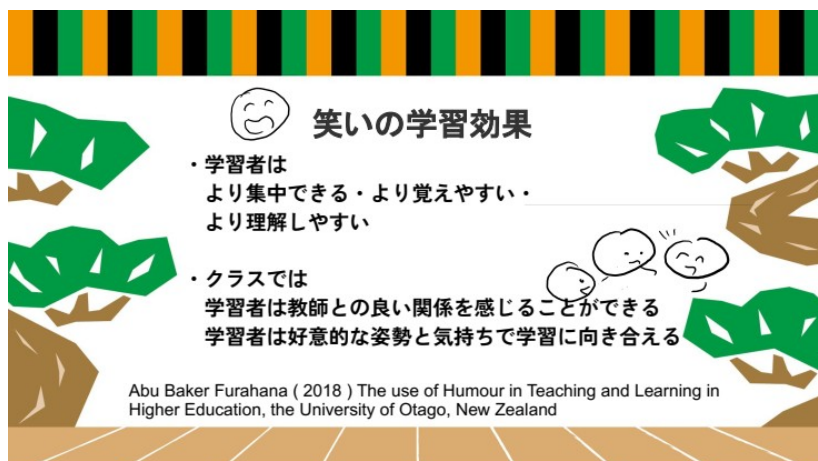 笑いの学習効果
・学習者は
より集中できる・より覚えやすい・
より理解しやすい
・クラスでは
学習者は教師との良い関係を感じることができる
学習者は好意的な姿勢と気持ちで学習に向き合える
Abu Baker Furahana ( 2018 ) The use of Humour in Teaching and Learning in
Higher Education, the University of Otago, New Zealand